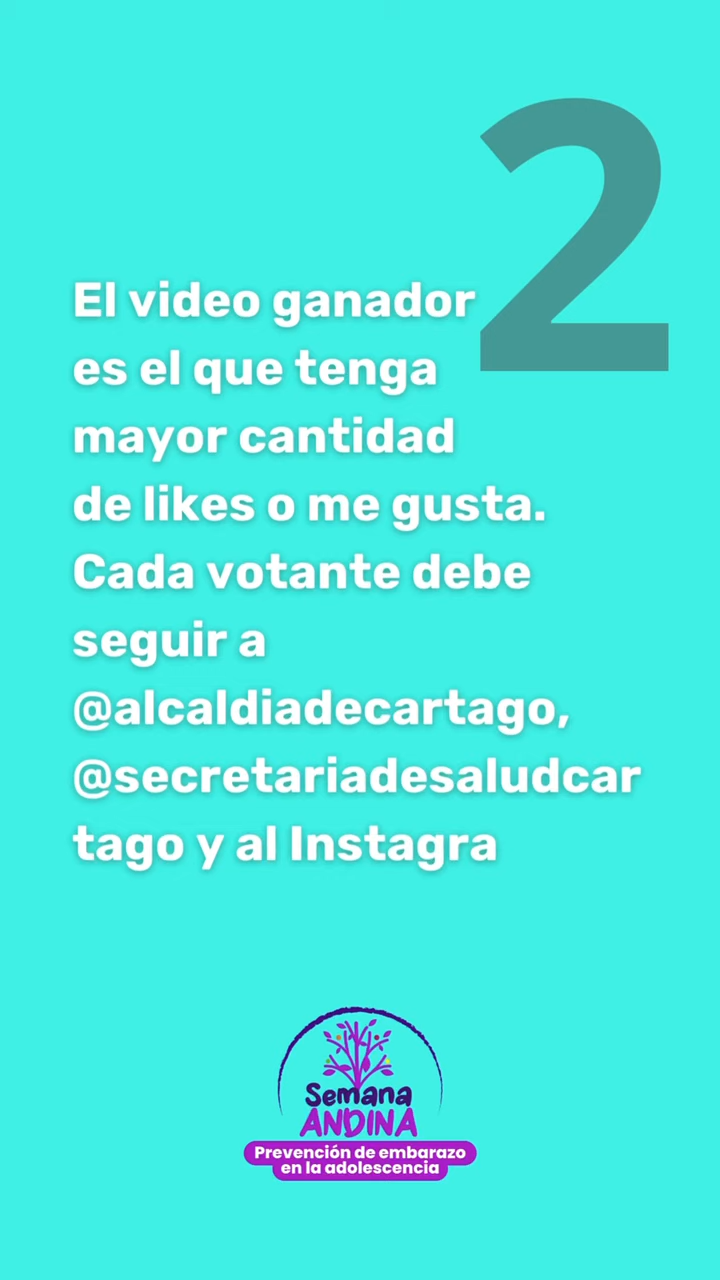 2
El video ganador
es el que tenga
mayor cantidad
de likes o me gusta.
Cada votante debe
seguir a
@alcaldiadecartago,
@secretariadesaludcar
tago y al Instagra
Semana
ANDINA
Prevención de embarazo
en la adolescencia